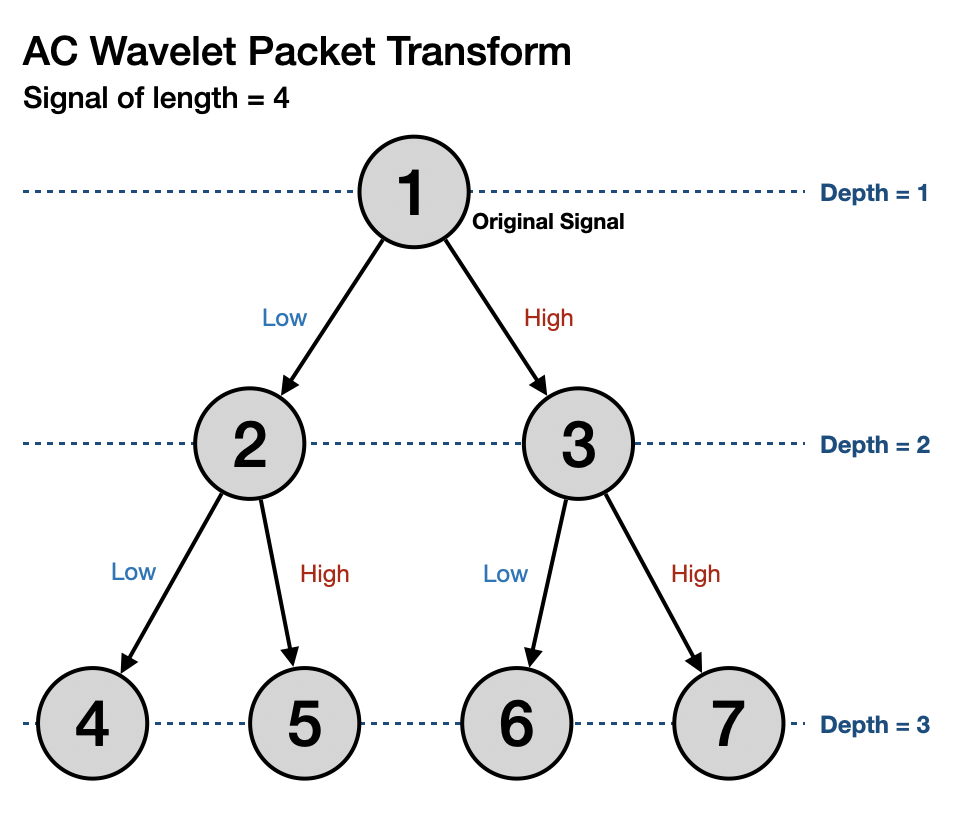 AC Wavelet Packet Transform
Signal of length = 4
1
Depth = 1
Original Signal
Low
High
2
3
Depth = 2
Low
High
Low
High
4
5
6
7
Depth = 3